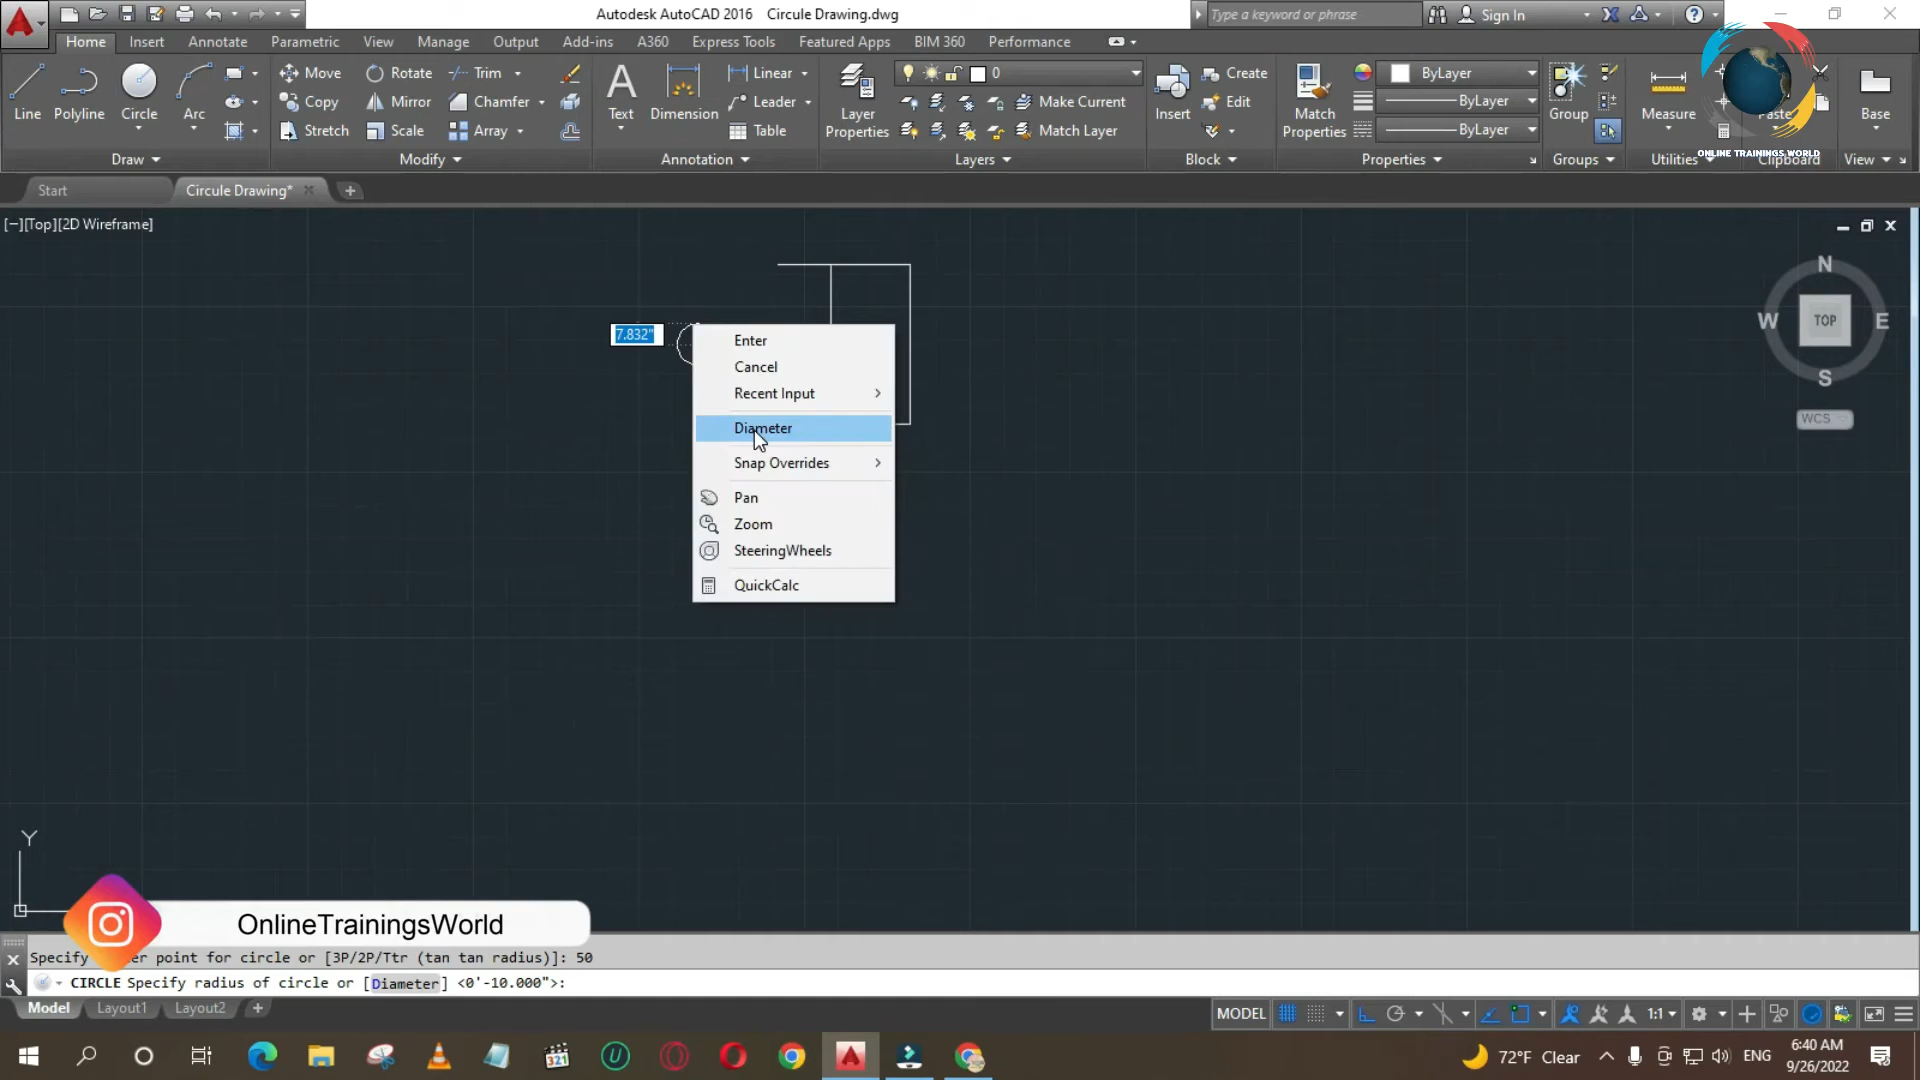 Autodesk AutoCAD 2016 Circule Drawing.dwg
Type a keyword or phrase
Sign In
Home Insert Annotate Parametric View Manage Output Add-ins A360 Express Tools Featured Apps BIM 360 Performance
Line Polyline Circle Arc
Move Rotate Trim
Copy Mirror Chamfer
Stretch Scale Array
Text Dimension
Linear
Leader
Table
Layer Properties
0
Make Current
Match Layer
Insert
Create
Edit
Match Properties
ByLayer
ByLayer
ByLayer
Group
Measure
Paste
Base
ONLINE TRAININGS WORLD
Draw Modify Annotation Layers Block Properties Groups Utilities Clipboard View
Start Circule Drawing*
[−][Top][2D Wireframe]
N
W TOP E
S
WCS
7.832"
Enter
Cancel
Recent Input
Diameter
Snap Overrides
Pan
Zoom
SteeringWheels
QuickCalc
Y
OnlineTrainingsWorld
Specify point for circle or [3P/2P/Ttr (tan tan radius)]: 50
CIRCLE Specify radius of circle or [Diameter] <0'-10.000">:
Model Layout1 Layout2
MODEL 1:1
321
72°F Clear
ENG
6:40 AM
9/26/2022